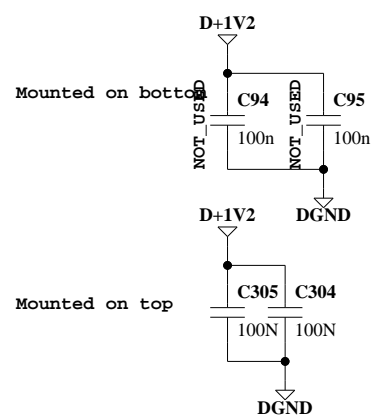 D+1V2
Mounted on bottom
NOT_USED
C94
100n
NOT_USED
C95
100n
DGND
D+1V2
Mounted on top
C305
100N
C304
100N
DGND